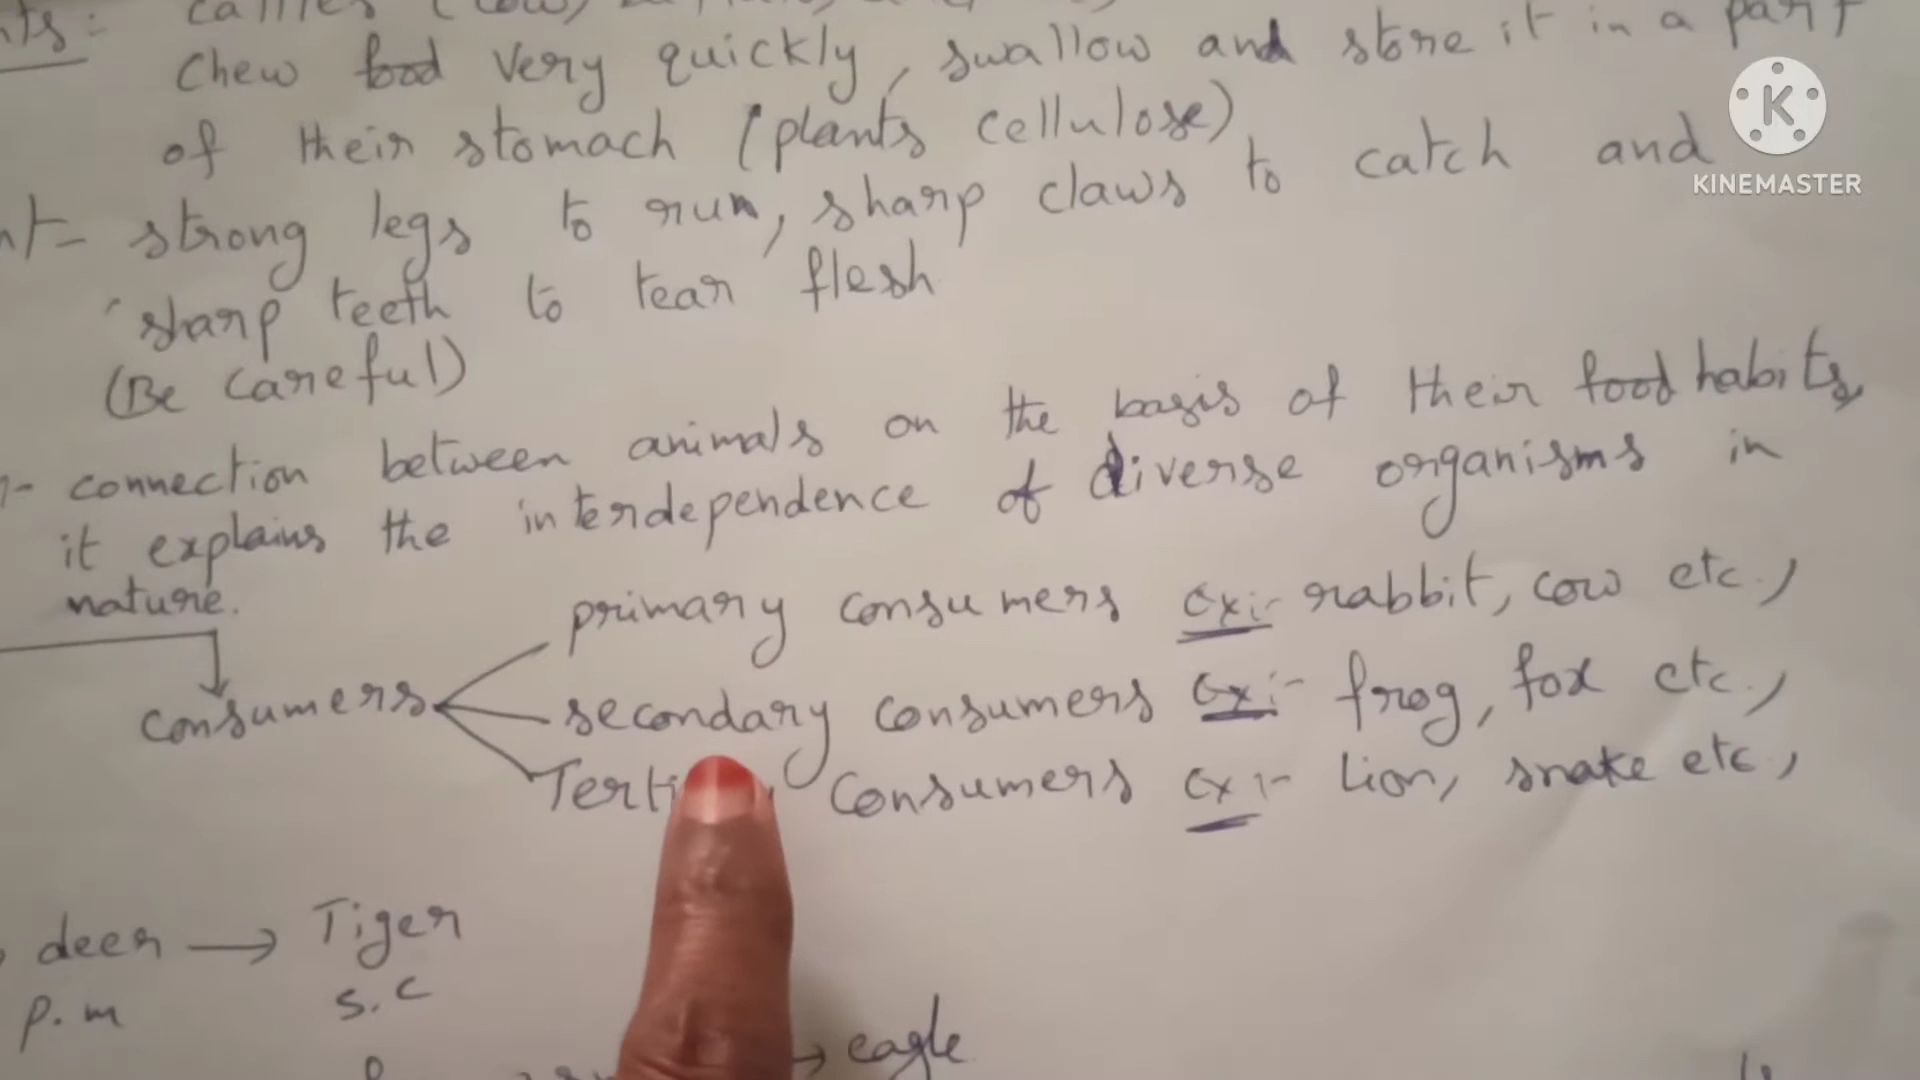 chew food very quickly, swallow and store it in a part
of their stomach (plants cellulose)
strong legs to run, sharp claws to catch and
sharp teeth to tear flesh
(Be careful)
connection between animals on the basis of their food habits,
it explains the interdependence of diverse organisms in
nature.
primary consumers ex:- rabbit, cow etc.,
consumers
secondary consumers ex:- frog, fox etc.,
consumers ex:- lion, snake etc.,
deer → Tiger
p.m s.c
→ eagle
KINEMASTER